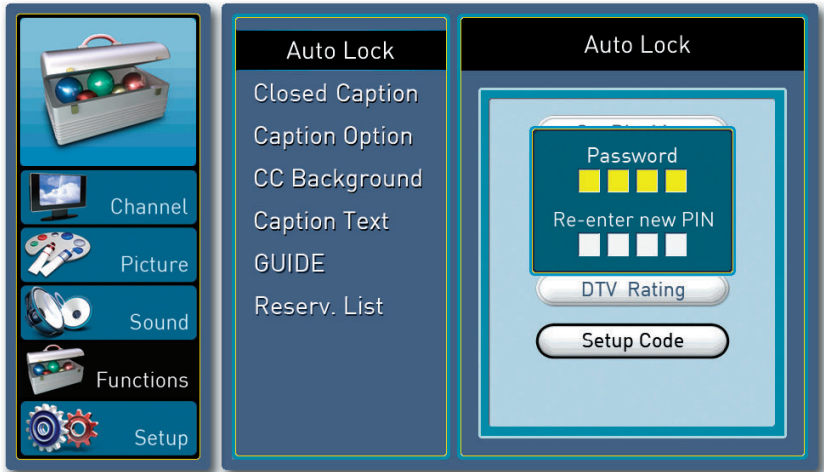 Channel
Picture
Sound
Functions
Setup
Auto Lock
Closed Caption
Caption Option
CC Background
Caption Text
GUIDE
Reserv. List
Auto Lock
Password
Re-enter new PIN
DTV Rating
Setup Code